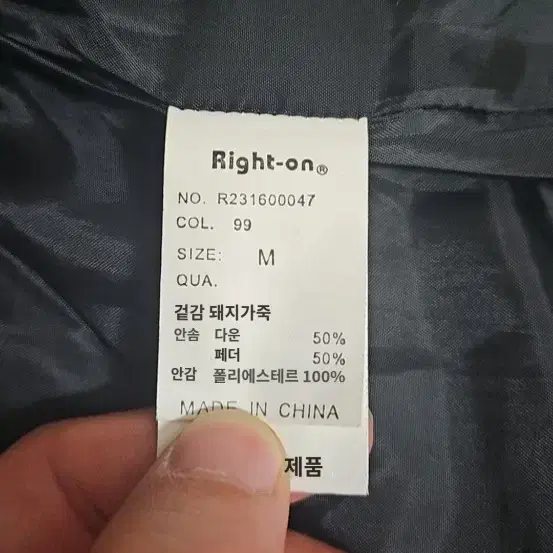 Right-on®
NO. R231600047
COL. 99
SIZE: M
QUA.
겉감 돼지가죽
안솜 다운 50%
페더 50%
안감 폴리에스테르 100%
MADE IN CHINA
제품